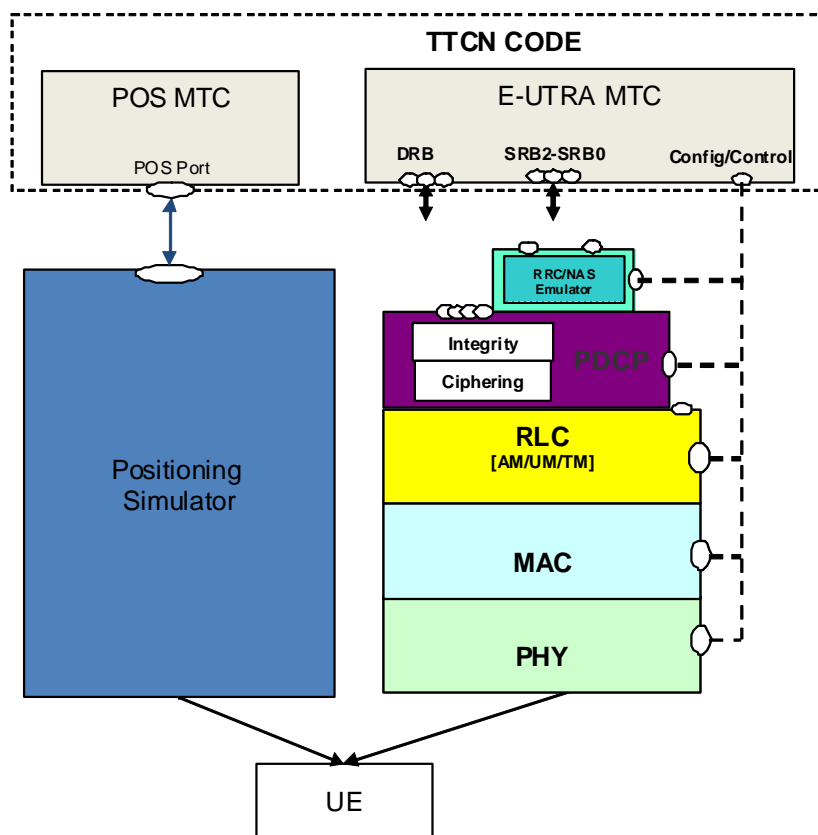 TTCN CODE
POS MTC
E-UTRA MTC
POS Port
DRB
SRB2-SRB0
Config/Control
RRC/NAS
Emulator
Integrity
Ciphering
PDCP
Positioning
Simulator
RLC
[AM/UM/TM]
MAC
PHY
UE